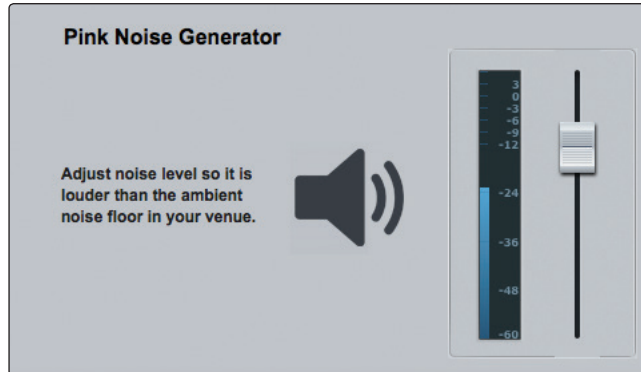 Pink Noise Generator
Adjust noise level so it is
louder than the ambient
noise floor in your venue.
3
0
-3
-6
-9
-12
-24
-36
-48
-60